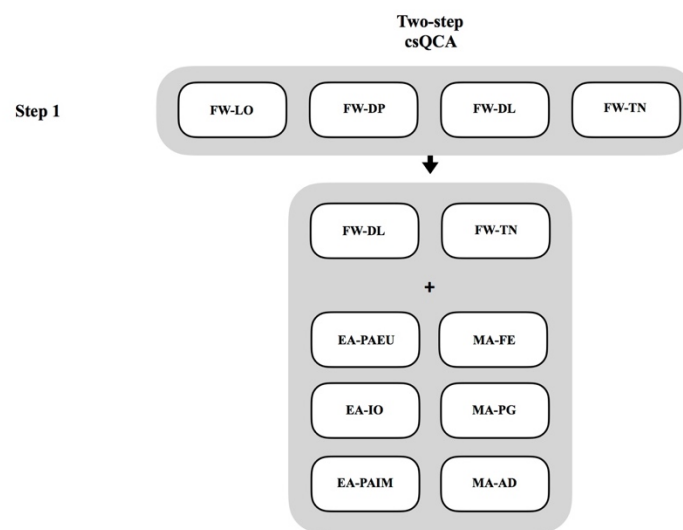 Two-step
csQCA
Step 1
FW-LO
FW-DP
FW-DL
FW-TN
FW-DL
FW-TN
+
EA-PAEU
MA-FE
EA-IO
MA-PG
EA-PAIM
MA-AD